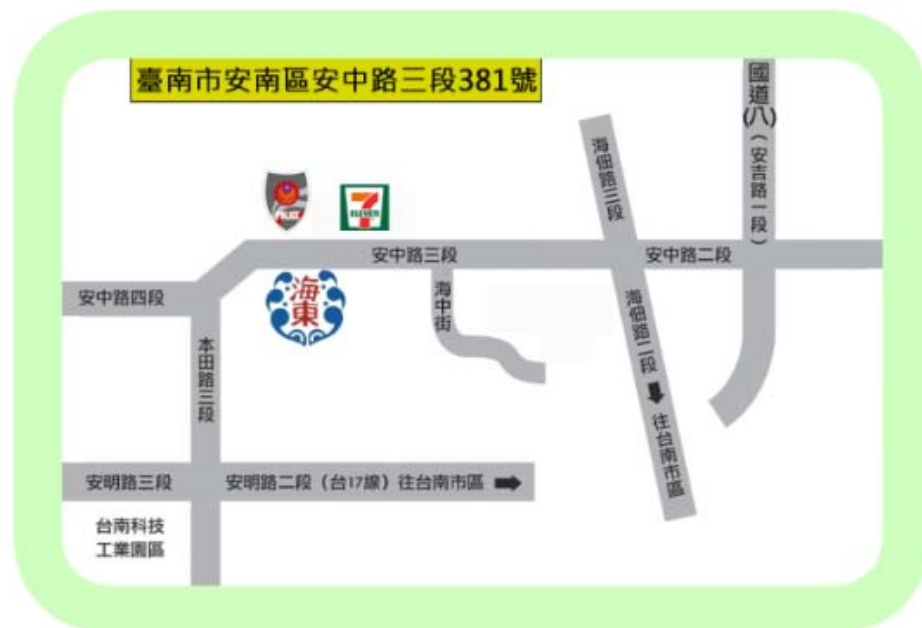 臺南市安南區安中路三段381號
國道(八)(安吉路一段)
海佃路三段
POLICE
7
ELEVEN
安中路三段
安中路二段
安中路四段
海東
海中街
海佃路二段
往台南市區
本田路三段
安明路三段
安明路二段(台17線)往台南市區
台南科技
工業園區